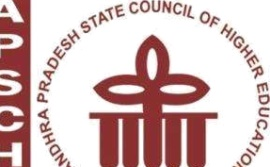 APSCH
ANDHRA PRADESH STATE COUNCIL OF HIGHER EDUCATION